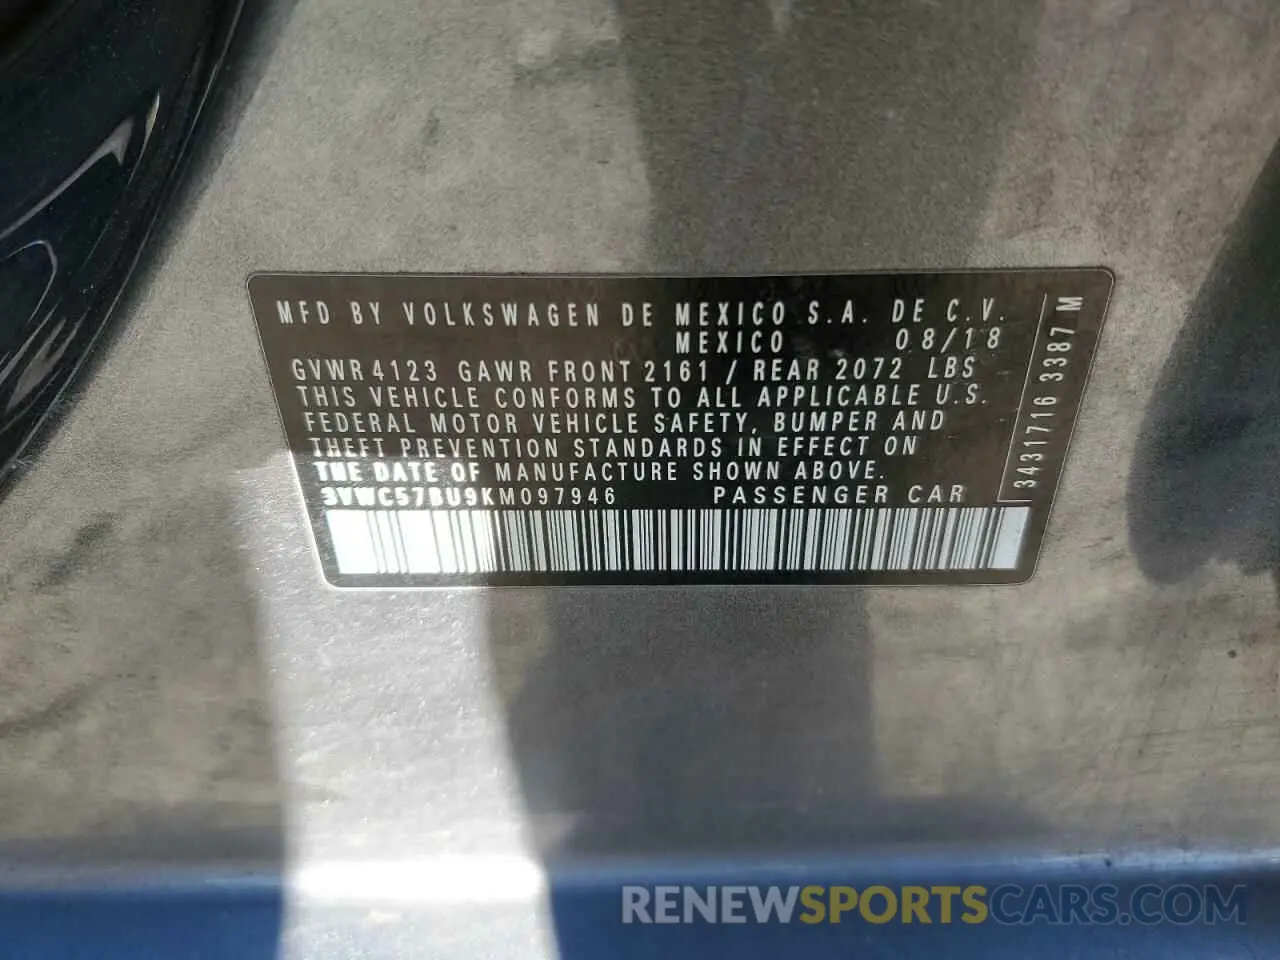 MFD BY VOLKSWAGEN DE MEXICO S.A. DE C.V.
MEXICO 08/18
GVWR 4123 GAWR FRONT 2161 / REAR 2072 LBS
THIS VEHICLE CONFORMS TO ALL APPLICABLE U.S.
FEDERAL MOTOR VEHICLE SAFETY, BUMPER AND
THEFT PREVENTION STANDARDS IN EFFECT ON
THE DATE OF MANUFACTURE SHOWN ABOVE.
3VWC57BU9KM097946 PASSENGER CAR
3431716 3387 M
RENEWSPORTSCARS.COM